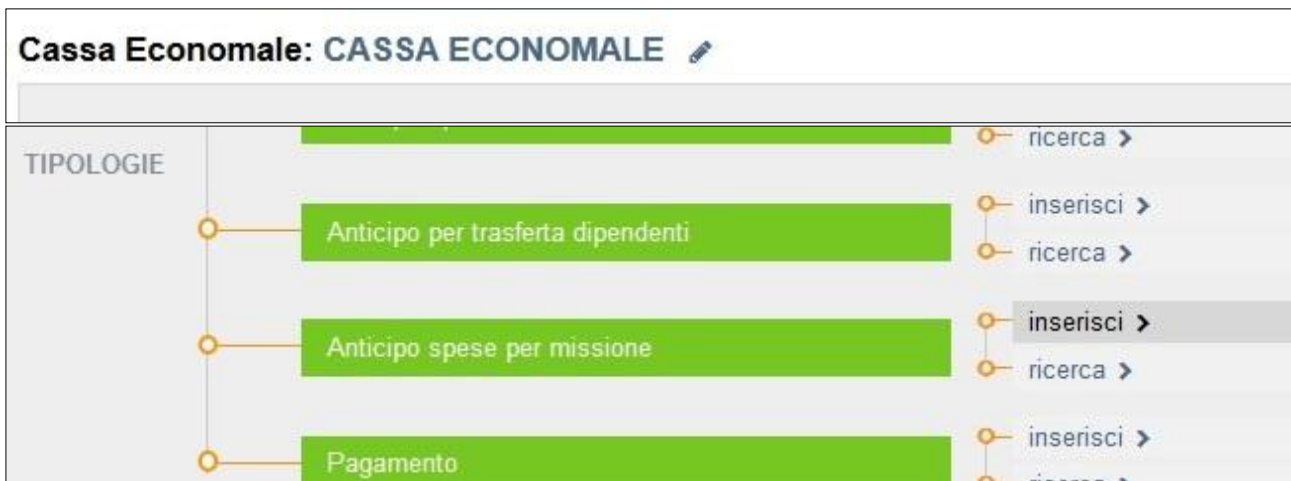 Cassa Economale: CASSA ECONOMALE
ricerca >
TIPOLOGIE
inserisci >
Anticipo per trasferta dipendenti
ricerca >
inserisci >
Anticipo spese per missione
ricerca >
inserisci >
Pagamento